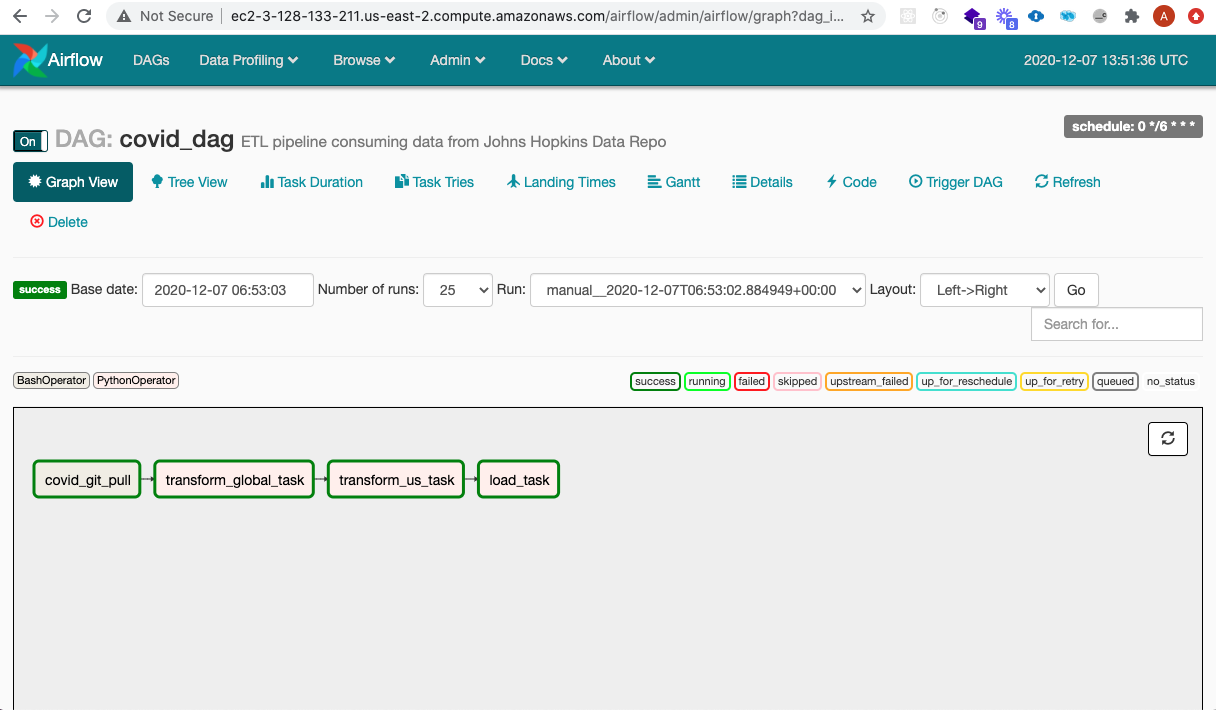 Not Secure | ec2-3-128-133-211.us-east-2.compute.amazonaws.com/airflow/admin/airflow/graph?dag_i... 9 8 A
Airflow DAGs Data Profiling Browse Admin Docs About 2020-12-07 13:51:36 UTC
schedule: 0 */6 * * *
On DAG: covid_dag ETL pipeline consuming data from Johns Hopkins Data Repo
Graph View Tree View Task Duration Task Tries Landing Times Gantt Details Code Trigger DAG Refresh
Delete
success Base date: 2020-12-07 06:53:03 Number of runs: 25 Run: manual__2020-12-07T06:53:02.884949+00:00 Layout: Left->Right Go
Search for...
BashOperator PythonOperator success running failed skipped upstream_failed up_for_reschedule up_for_retry queued no_status
covid_git_pull transform_global_task transform_us_task load_task